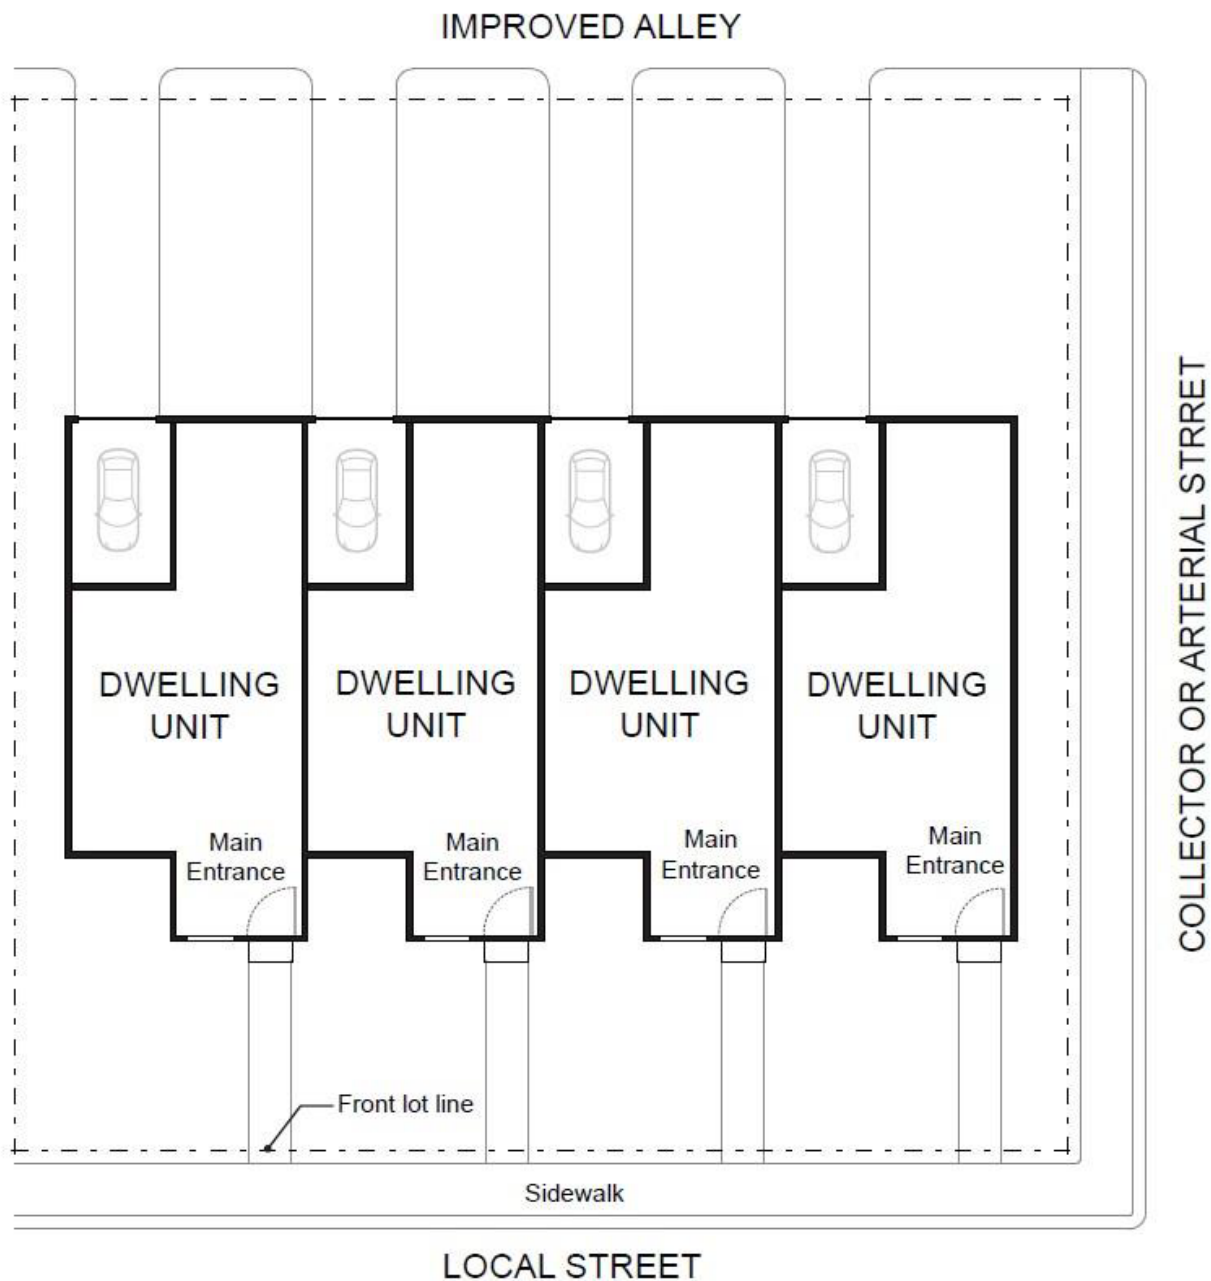 IMPROVED ALLEY
COLLECTOR OR ARTERIAL STRRET
DWELLING
UNIT
DWELLING
UNIT
DWELLING
UNIT
DWELLING
UNIT
Main
Entrance
Main
Entrance
Main
Entrance
Main
Entrance
Front lot line
Sidewalk
LOCAL STREET